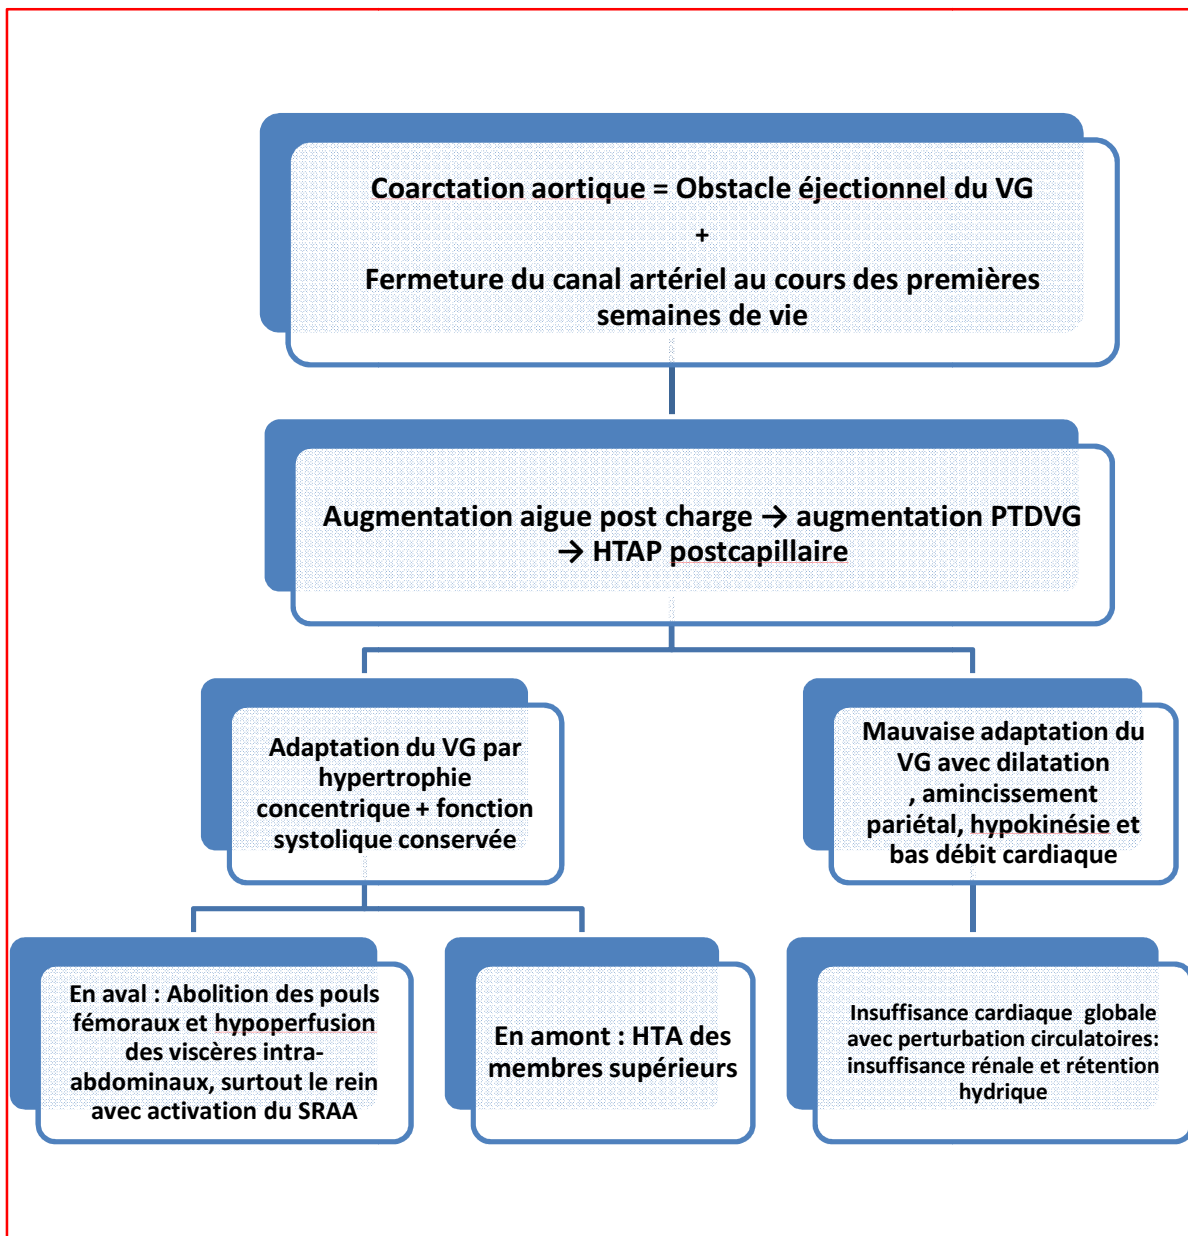 Coarctation aortique = Obstacle éjectionnel du VG
+
Fermeture du canal artériel au cours des premières
semaines de vie
Augmentation aigue post charge → augmentation PTDVG
→ HTAP postcapillaire
Adaptation du VG par
hypertrophie
concentrique + fonction
systolique conservée
Mauvaise adaptation du
VG avec dilatation
, amincissement
pariétal, hypokinésie et
bas débit cardiaque
En aval : Abolition des pouls
fémoraux et hypoperfusion
des viscères intra-
abdominaux, surtout le rein
avec activation du SRAA
En amont : HTA des
membres supérieurs
Insuffisance cardiaque globale
avec perturbation circulatoires:
insuffisance rénale et rétention
hydrique